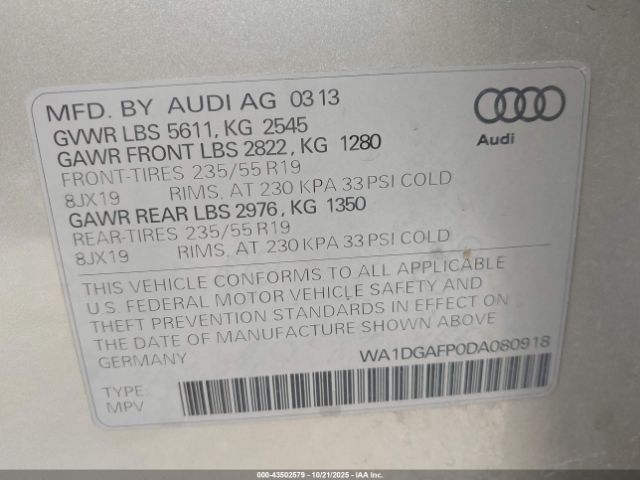 MFD. BY AUDI AG 0313
GVWR LBS 5611, KG 2545
GAWR FRONT LBS 2822, KG 1280
FRONT-TIRES 235/55 R19
8JX19 RIMS, AT 230 KPA 33 PSI COLD
GAWR REAR LBS 2976, KG 1350
REAR-TIRES 235/55 R19
8JX19 RIMS, AT 230 KPA 33 PSI COLD
Audi
THIS VEHICLE CONFORMS TO ALL APPLICABLE
U.S. FEDERAL MOTOR VEHICLE SAFETY AND
THEFT PREVENTION STANDARDS IN EFFECT ON
THE DATE OF MANUFACTURE SHOWN ABOVE
GERMANY WA1DGAFP0DA080918
TYPE:
MPV
000-43502579 - 10/21/2025 - IAA, Inc.